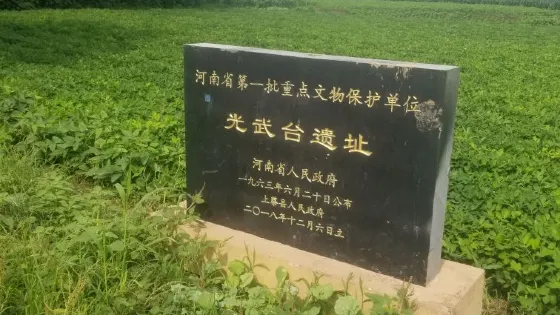 河南省第一批重点文物保护单位
光武台遗址
河南省人民政府
一九六三年六月二十日公布
上蔡县人民政府
二〇一八年十二月六日立